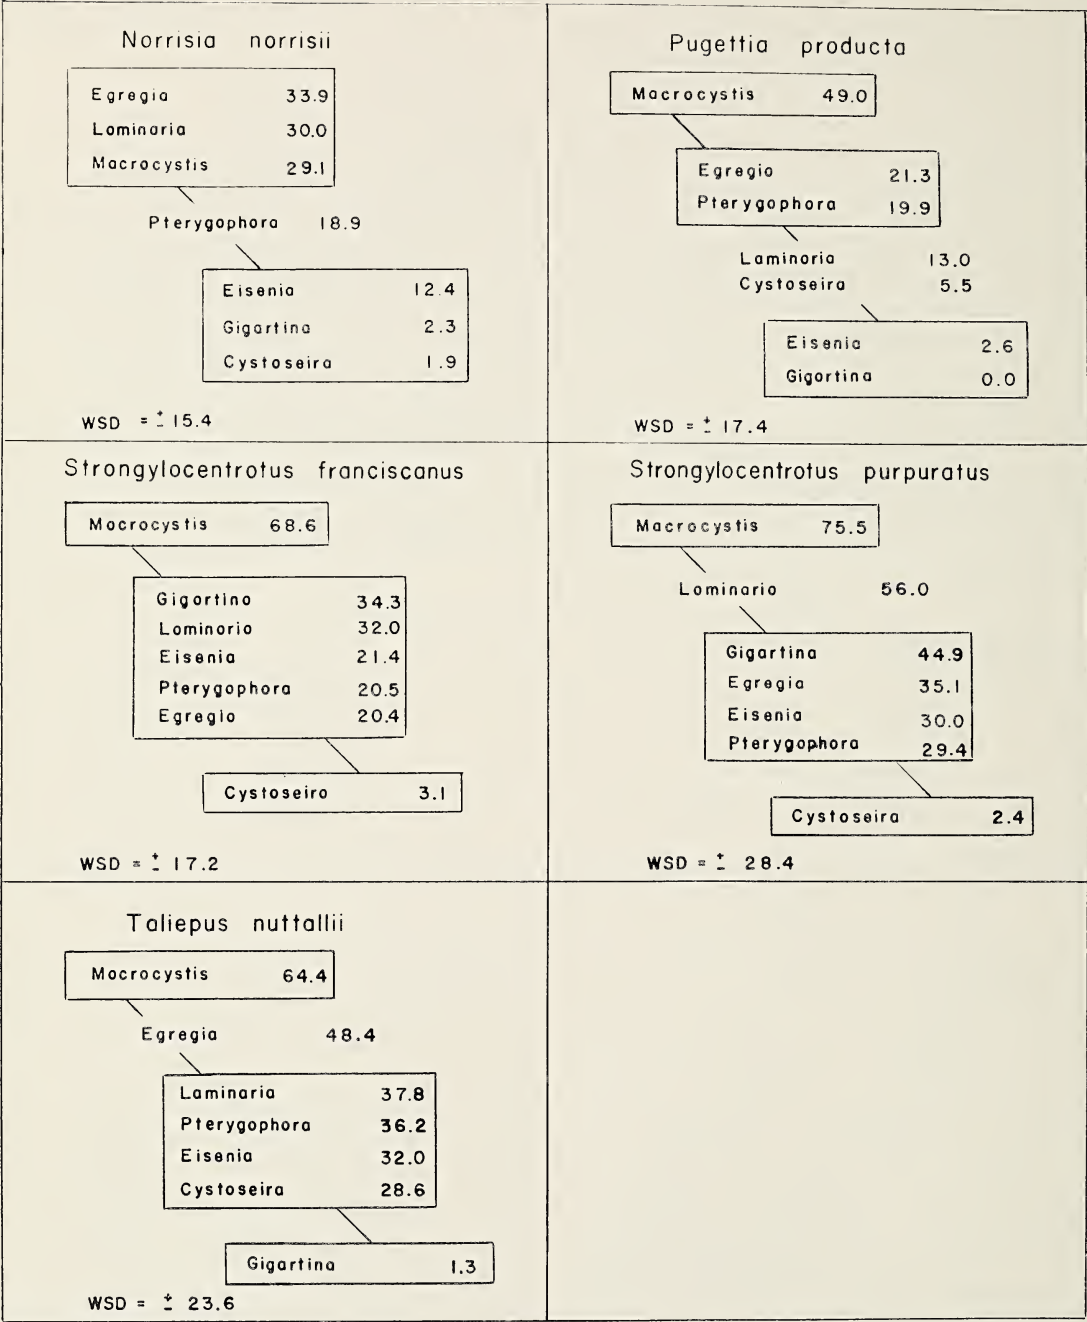 Norrisia norrisii
Egregia 33.9
Laminaria 30.0
Macrocystis 29.1
Pterygophora 18.9
Eisenia 12.4
Gigartina 2.3
Cystoseira 1.9
WSD = ± 15.4
Pugettia producta
Macrocystis 49.0
Egregia 21.3
Pterygophora 19.9
Laminaria 13.0
Cystoseira 5.5
Eisenia 2.6
Gigartina 0.0
WSD = ± 17.4
Strongylocentrotus franciscanus
Macrocystis 68.6
Gigartina 34.3
Laminaria 32.0
Eisenia 21.4
Pterygophora 20.5
Egregia 20.4
Cystoseira 3.1
WSD = ± 17.2
Strongylocentrotus purpuratus
Macrocystis 75.5
Laminaria 56.0
Gigartina 44.9
Egregia 35.1
Eisenia 30.0
Pterygophora 29.4
Cystoseira 2.4
WSD = ± 28.4
Taliepus nuttallii
Macrocystis 64.4
Egregia 48.4
Laminaria 37.8
Pterygophora 36.2
Eisenia 32.0
Cystoseira 28.6
Gigartina 1.3
WSD = ± 23.6